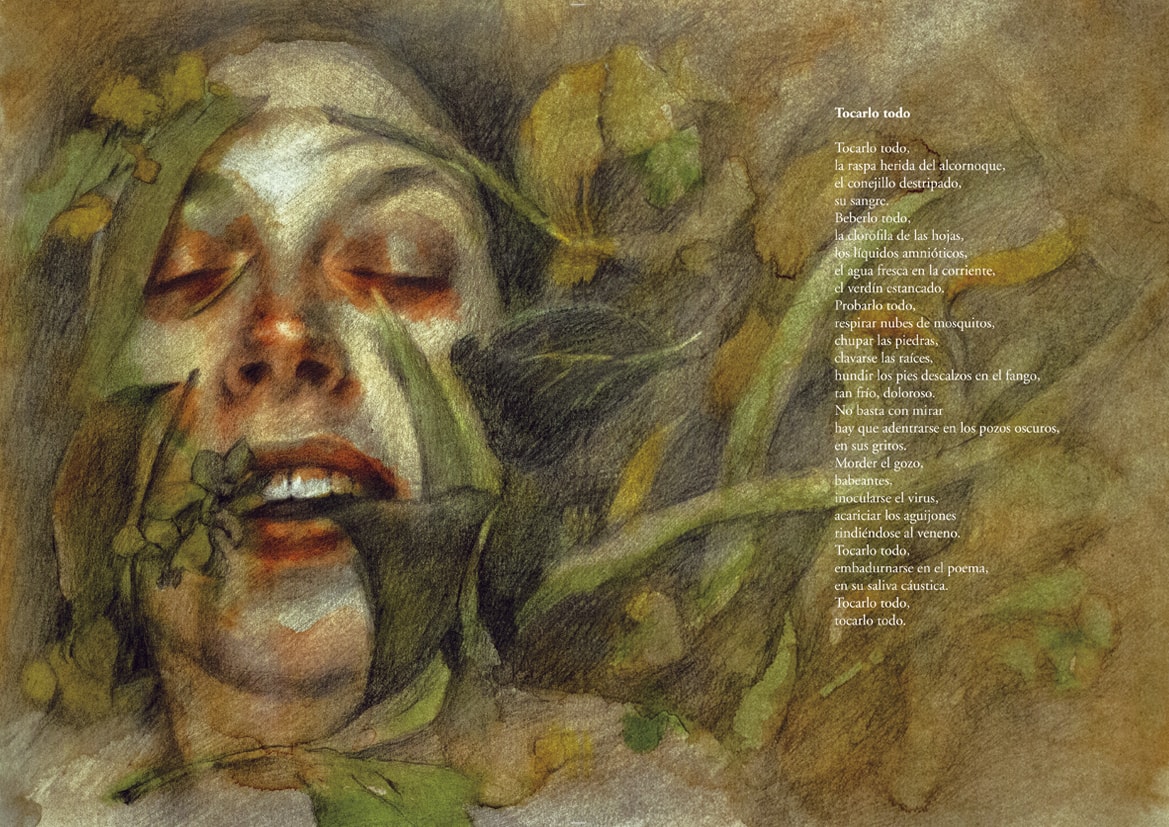 Tocarlo todo
Tocarlo todo,
la raspa herida del alcornoque,
el conejillo destripado,
su sangre.
Beberlo todo,
la clorofila de las hojas,
los líquidos amnióticos,
el agua fresca en la corriente,
el verdín estancado.
Probarlo todo,
respirar nubes de mosquitos,
chupar las piedras,
clavarse las raíces,
hundir los pies descalzos en el fango,
tan frío, doloroso.
No basta con mirar
hay que adentrarse en los pozos oscuros,
en sus gritos.
Morder el gozo,
babeantes,
inocularse el virus,
acariciar los aguijones
rindiéndose al veneno.
Tocarlo todo,
embadurnarse en el poema,
en su saliva cáustica.
Tocarlo todo,
tocarlo todo.